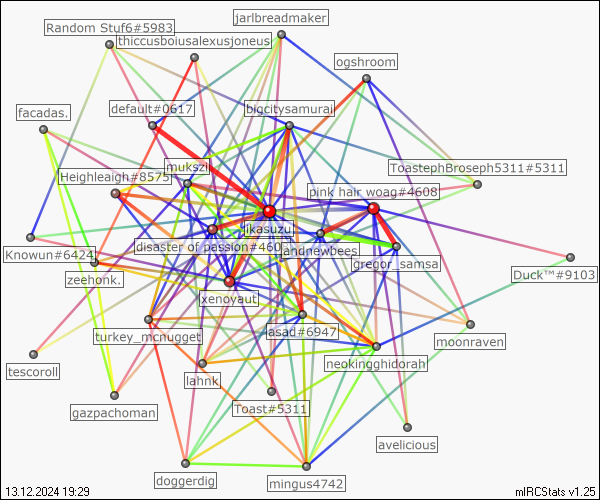 jarlbreadmaker
Random Stuf6#5983
thiccusboiusalexusjoneus
ogshroom
facadas.
default#0617
bigcitysamurai
mukszi
ToastephBroseph5311#5311
Heighleaigh#8575
pink hair woag#4608
ikasuzu.
Knowun#6424
disaster of passion#460
andnewbees
gregor_samsa
zeehonk.
Duck™#9103
xenoyaut
turkey_mcnugget
asad#6947
moonraven
tescoroll
neokingghidorah
lahnk
gazpachoman
Toast#5311
avelicious
doggerdig
mingus4742
13.12.2024 19:29
mIRCStats v1.25